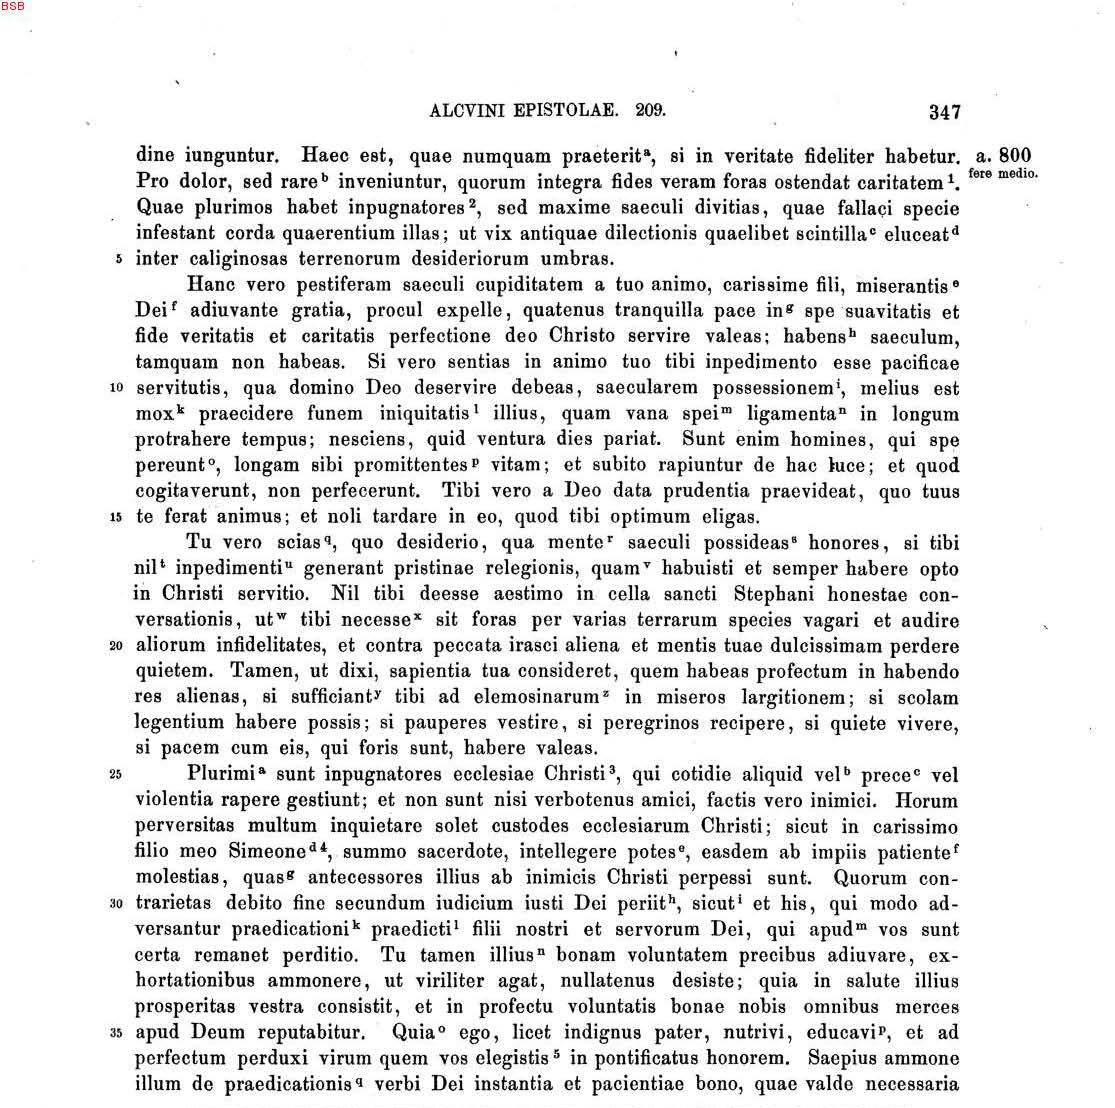 BSB
ALCVINI EPISTOLAE. 209. 347
dine iunguntur. Haec est, quae numquam praeterit ᵃ, si in veritate fideliter habetur. a. 800
Pro dolor, sed rare ᵇ inveniuntur, quorum integra fides veram foras ostendat caritatem ¹. fere medio.
Quae plurimos habet inpugnatores ², sed maxime saeculi divitias, quae fallaci specie
infestant corda quaerentium illas; ut vix antiquae dilectionis quaelibet scintilla ᶜ eluceat ᵈ
5 inter caliginosas terrenorum desideriorum umbras.
Hanc vero pestiferam saeculi cupiditatem a tuo animo, carissime fili, miserantis ᵉ
Dei ᶠ adiuvante gratia, procul expelle, quatenus tranquilla pace in ᵍ spe suavitatis et
fide veritatis et caritatis perfectione deo Christo servire valeas; habens ʰ saeculum,
tamquam non habeas. Si vero sentias in animo tuo tibi inpedimento esse pacificae
10 servitutis, qua domino Deo deservire debeas, saecularem possessionem ⁱ, melius est
mox ᵏ praecidere funem iniquitatis ˡ illius, quam vana spei ᵐ ligamenta ⁿ in longum
protrahere tempus; nesciens, quid ventura dies pariat. Sunt enim homines, qui spe
pereunt ᵒ, longam sibi promittentes ᵖ vitam; et subito rapiuntur de hac luce; et quod
cogitaverunt, non perfecerunt. Tibi vero a Deo data prudentia praevideat, quo tuus
15 te ferat animus; et noli tardare in eo, quod tibi optimum eligas.
Tu vero scias q, quo desiderio, qua mente ʳ saeculi possideas ˢ honores, si tibi
nil ᵗ inpedimenti ᵘ generant pristinae relegionis, quam ᵛ habuisti et semper habere opto
in Christi servitio. Nil tibi deesse aestimo in cella sancti Stephani honestae con-
versationis, ut ʷ tibi necesse ˣ sit foras per varias terrarum species vagari et audire
20 aliorum infidelitates, et contra peccata irasci aliena et mentis tuae dulcissimam perdere
quietem. Tamen, ut dixi, sapientia tua consideret, quem habeas profectum in habendo
res alienas, si sufficiant ʸ tibi ad elemosinarum ᶻ in miseros largitionem; si scolam
legentium habere possis; si pauperes vestire, si peregrinos recipere, si quiete vivere,
si pacem cum eis, qui foris sunt, habere valeas.
25 Plurimi ᵃ sunt inpugnatores ecclesiae Christi ³, qui cotidie aliquid vel ᵇ prece ᶜ vel
violentia rapere gestiunt; et non sunt nisi verbotenus amici, factis vero inimici. Horum
perversitas multum inquietare solet custodes ecclesiarum Christi; sicut in carissimo
filio meo Simeone ᵈ ⁴, summo sacerdote, intellegere potes ᵉ, easdem ab impiis patiente ᶠ
molestias, quas ᵍ antecessores illius ab inimicis Christi perpessi sunt. Quorum con-
30 trarietas debito fine secundum iudicium iusti Dei periit ʰ, sicut ⁱ et his, qui modo ad-
versantur praedicationi ᵏ praedicti ˡ filii nostri et servorum Dei, qui apud ᵐ vos sunt
certa remanet perditio. Tu tamen illius ⁿ bonam voluntatem precibus adiuvare, ex-
hortationibus ammonere, ut viriliter agat, nullatenus desiste; quia in salute illius
prosperitas vestra consistit, et in profectu voluntatis bonae nobis omnibus merces
35 apud Deum reputabitur. Quia ᵒ ego, licet indignus pater, nutrivi, educavi ᵖ, et ad
perfectum perduxi virum quem vos elegistis ⁵ in pontificatus honorem. Saepius ammone
illum de praedicationis q verbi Dei instantia et pacientiae bono, quae valde necessaria